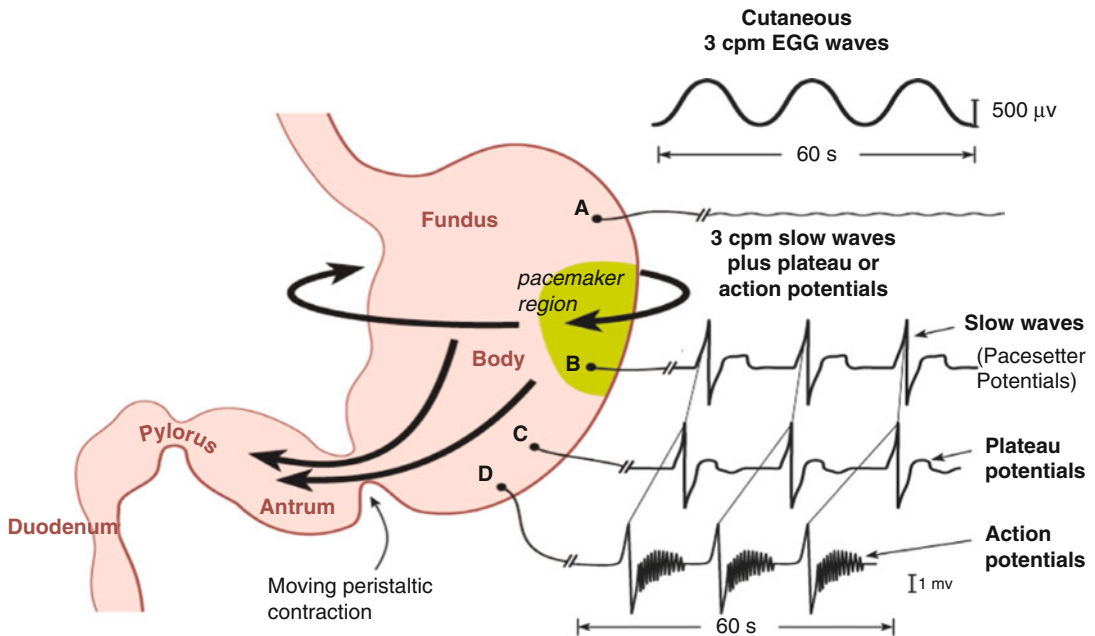 Cutaneous
3 cpm EGG waves
500 μv
60 s
A
Fundus
3 cpm slow waves
plus plateau or
action potentials
pacemaker
region
Slow waves
(Pacesetter
Potentials)
Body
B
C
Pylorus
Plateau
potentials
D
Antrum
Duodenum
Action
potentials
Moving peristaltic
contraction
1 mv
60 s